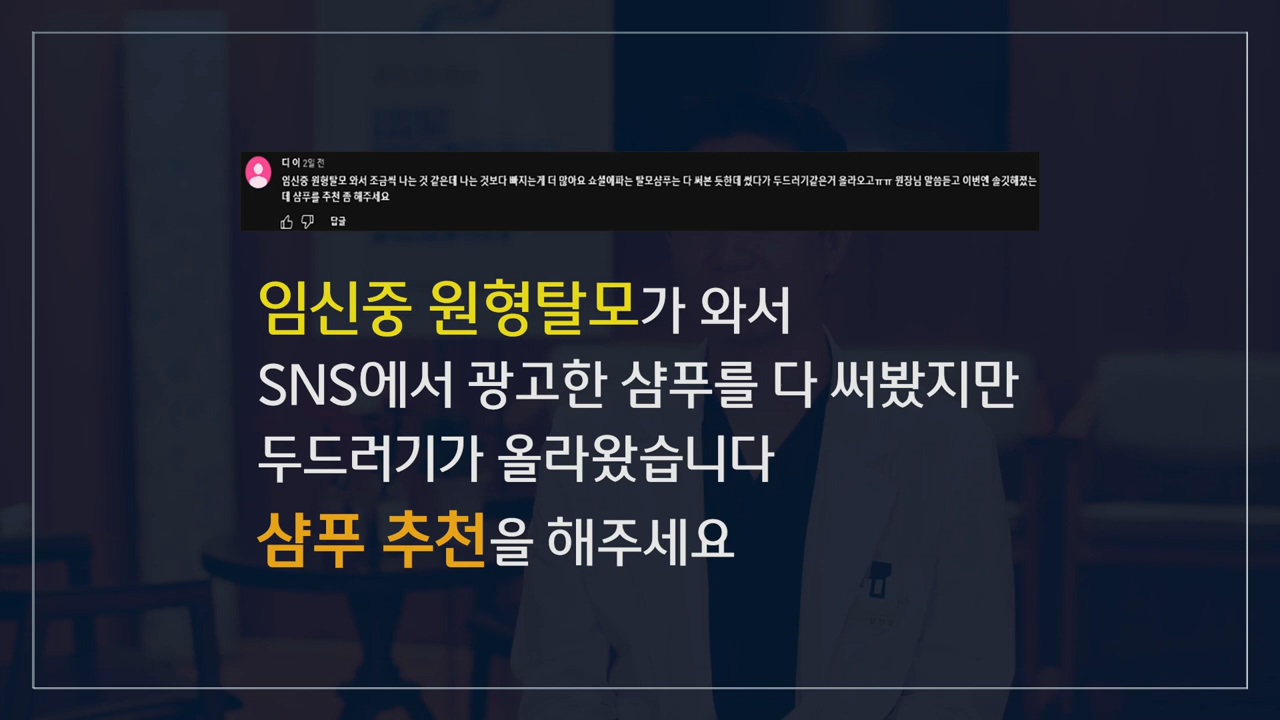 디 이 2일 전
임신중 원형탈모 와서 조금씩 나는 것 같은데 나는 것보다 빠지는게 더 많아요 쇼셜에파는 탈모샴푸는 다 써본 듯한데 썼다가 두드러기같은거 올라오고ㅠㅠ 원장님 말씀듣고 이번엔 솔깃해졌는
데 샴푸를 추천 좀 해주세요
답글
임신중 원형탈모가 와서
SNS에서 광고한 샴푸를 다 써봤지만
두드러기가 올라왔습니다
샴푸 추천을 해주세요